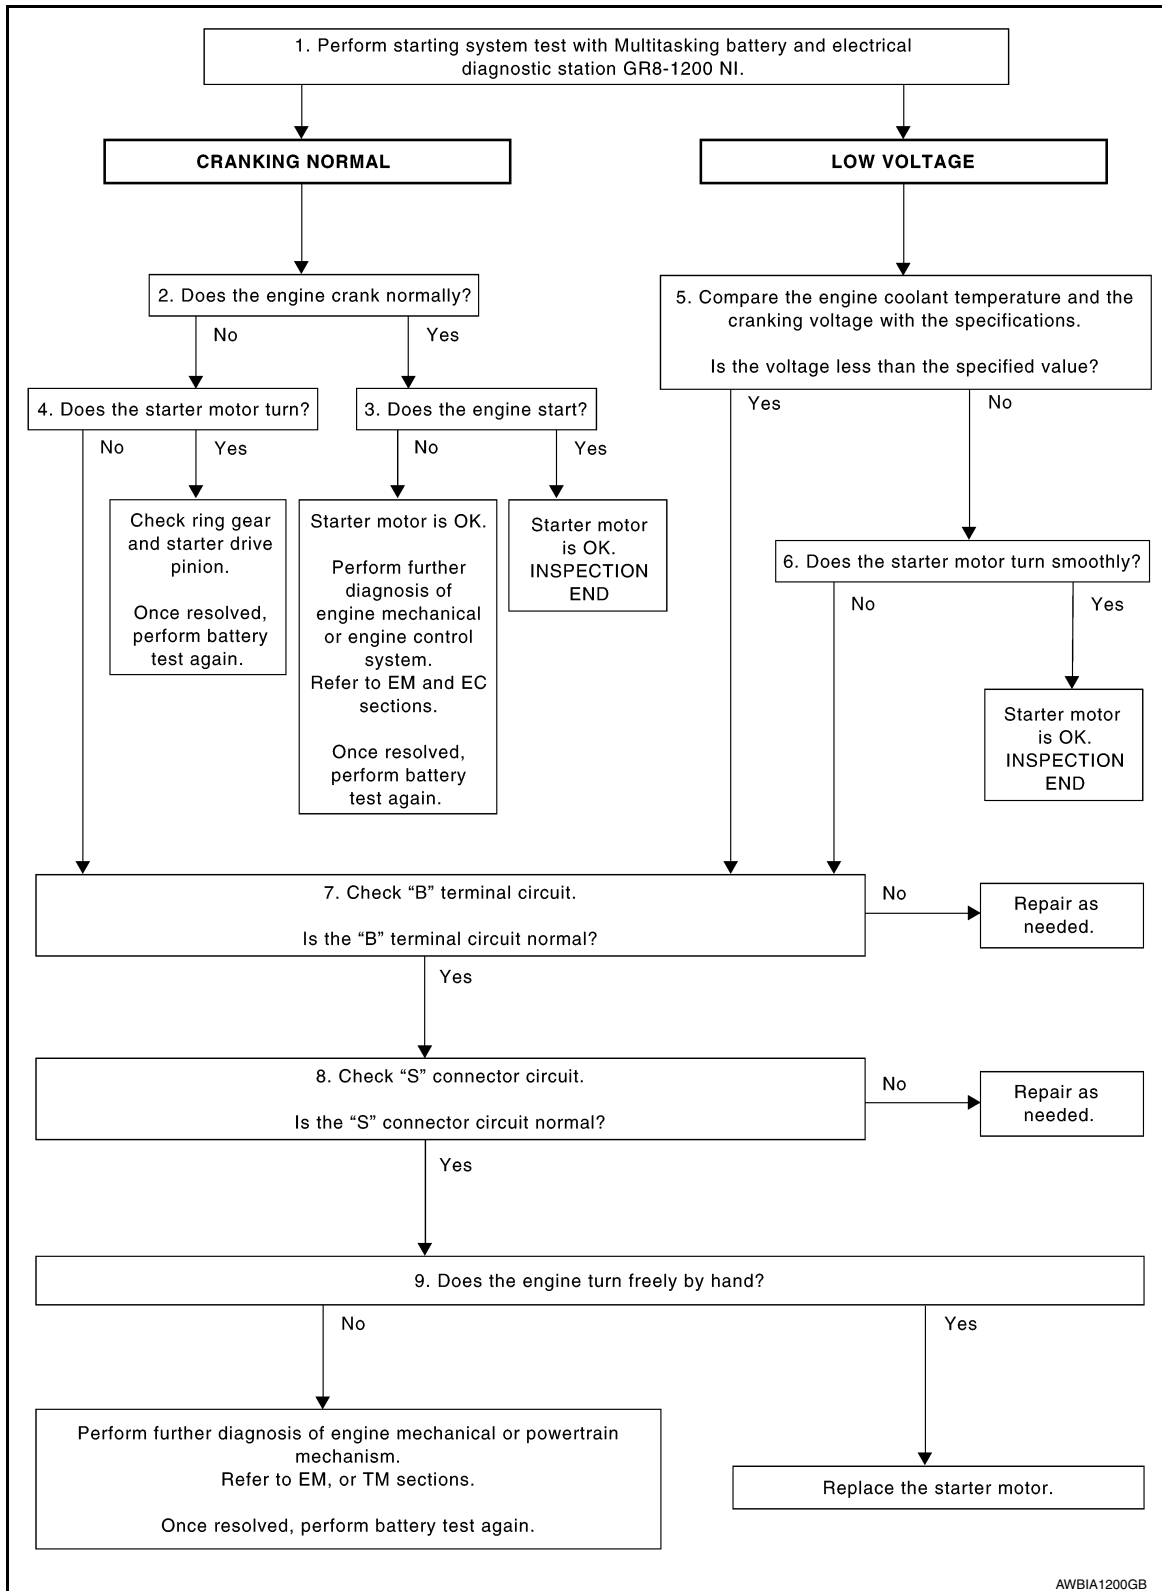 1. Perform starting system test with Multitasking battery and electrical
diagnostic station GR8-1200 NI.
CRANKING NORMAL
LOW VOLTAGE
2. Does the engine crank normally?
No
Yes
5. Compare the engine coolant temperature and the
cranking voltage with the specifications.
Is the voltage less than the specified value?
Yes
No
4. Does the starter motor turn?
No
Yes
3. Does the engine start?
No
Yes
Check ring gear
and starter drive
pinion.
Once resolved,
perform battery
test again.
Starter motor is OK.
Perform further
diagnosis of
engine mechanical
or engine control
system.
Refer to EM and EC
sections.
Once resolved,
perform battery
test again.
Starter motor
is OK.
INSPECTION
END
6. Does the starter motor turn smoothly?
No
Yes
Starter motor
is OK.
INSPECTION
END
7. Check “B” terminal circuit.
Is the “B” terminal circuit normal?
No
Repair as
needed.
Yes
8. Check “S” connector circuit.
Is the “S” connector circuit normal?
No
Repair as
needed.
Yes
9. Does the engine turn freely by hand?
No
Yes
Perform further diagnosis of engine mechanical or powertrain
mechanism.
Refer to EM, or TM sections.
Once resolved, perform battery test again.
Replace the starter motor.
AWBIA1200GB